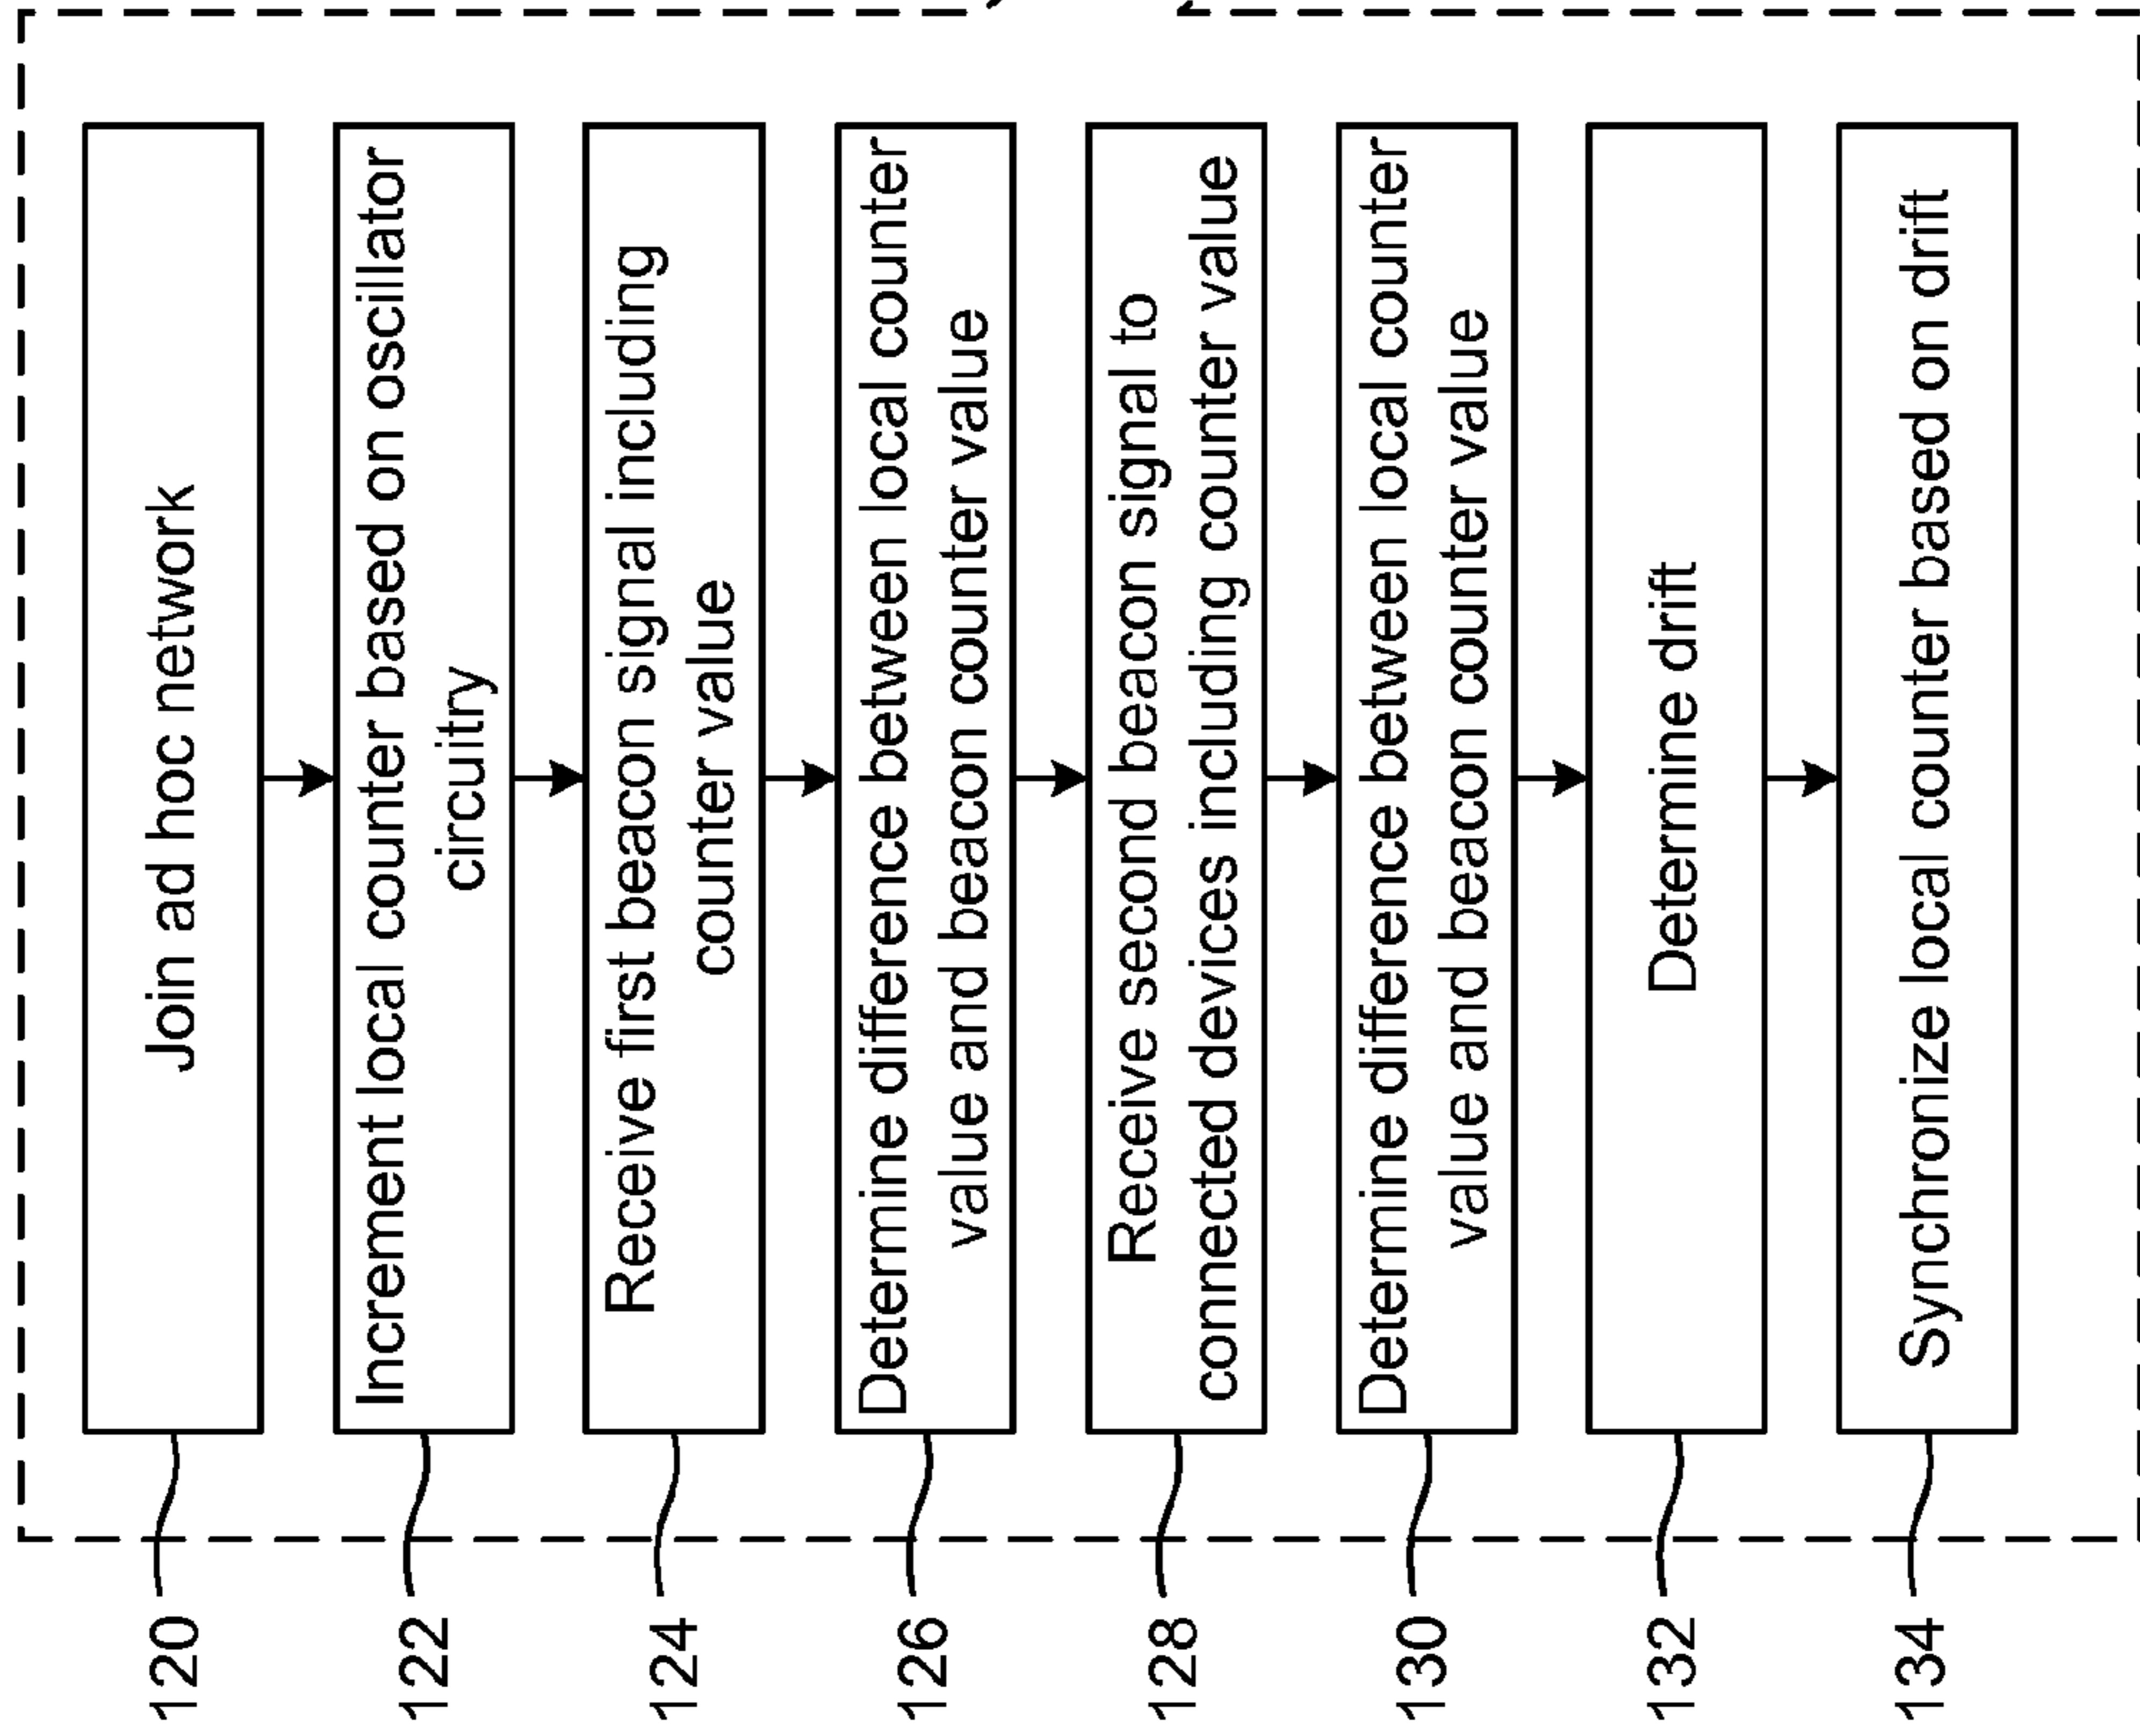 120
Join ad hoc network
122
Increment local counter based on oscillator
circuitry
124
Receive first beacon signal including
counter value
126
Determine difference between local counter
value and beacon counter value
128
Receive second beacon signal to
connected devices including counter value
130
Determine difference between local counter
value and beacon counter value
132
Determine drift
134
Synchronize local counter based on drift